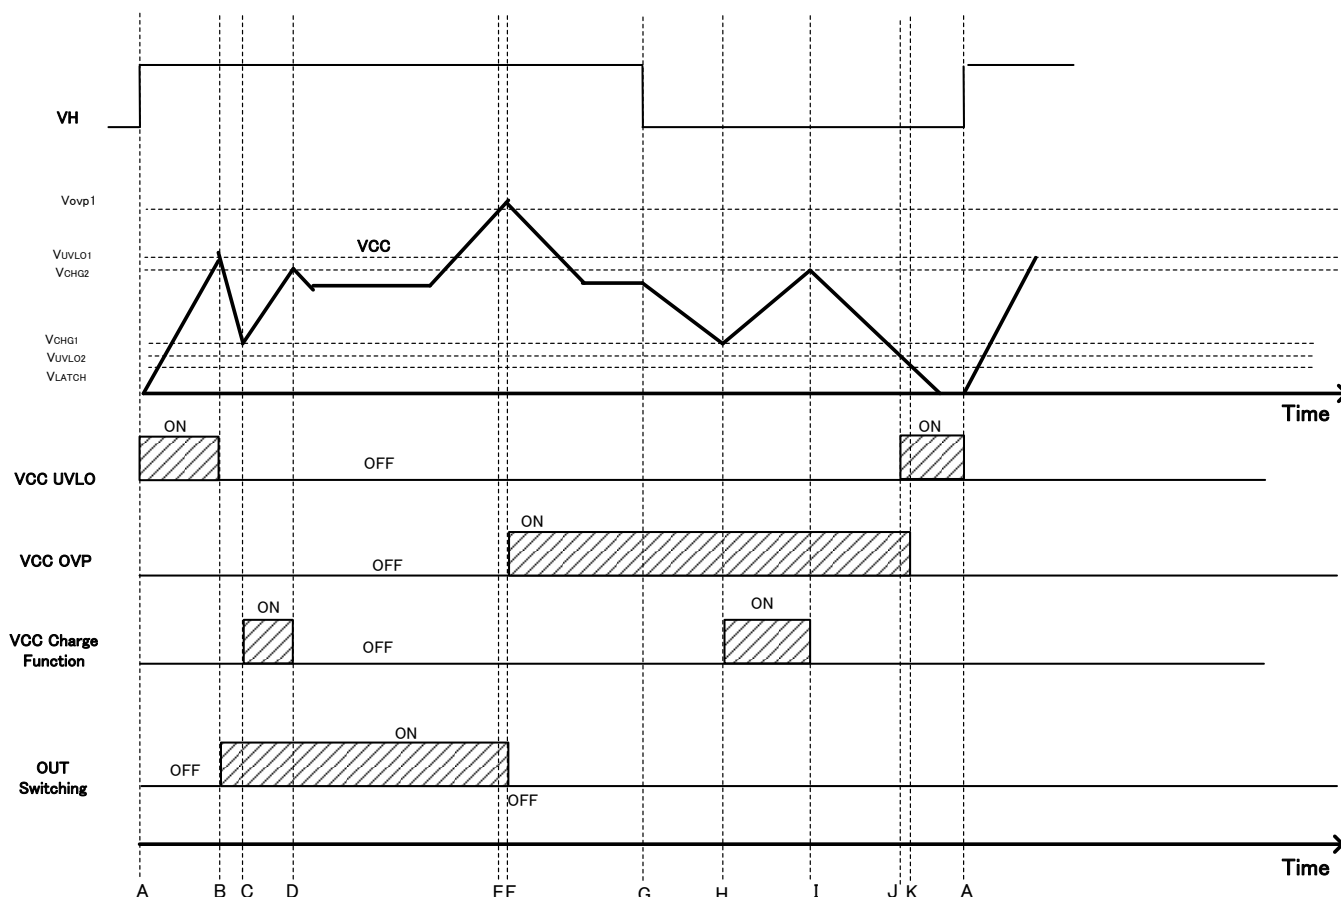 VH
Vovp1
VUVLO1
VCC
VCHG2
VCHG1
VUVLO2
VLATCH
Time
ON
ON
OFF
VCC UVLO
ON
VCC OVP
OFF
ON
ON
VCC Charge
Function
OFF
ON
OUT
Switching
OFF
OFF
Time
A B C D E F G H I J K A